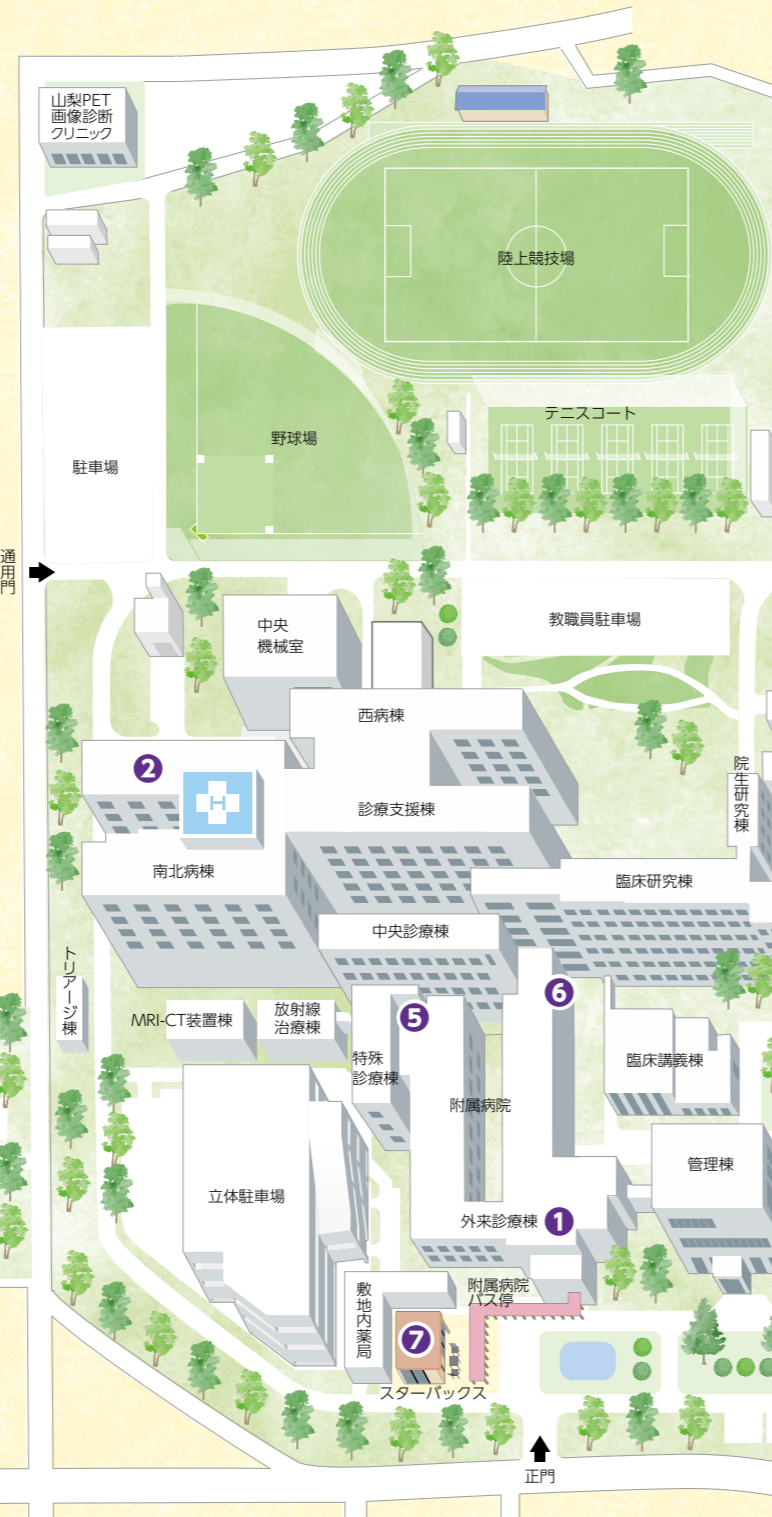 山梨PET
画像診断
クリニック
陸上競技場
テニスコート
野球場
駐車場
通用門
中央
機械室
教職員駐車場
西病棟
2
H
院生研究棟
診療支援棟
南北病棟
臨床研究棟
中央診療棟
トリアージ棟
6
5
MRI-CT装置棟
放射線
治療棟
特殊
診療棟
臨床講義棟
附属病院
管理棟
立体駐車場
外来診療棟
1
敷地内薬局
附属病院
バス停
7
スターバックス
正門